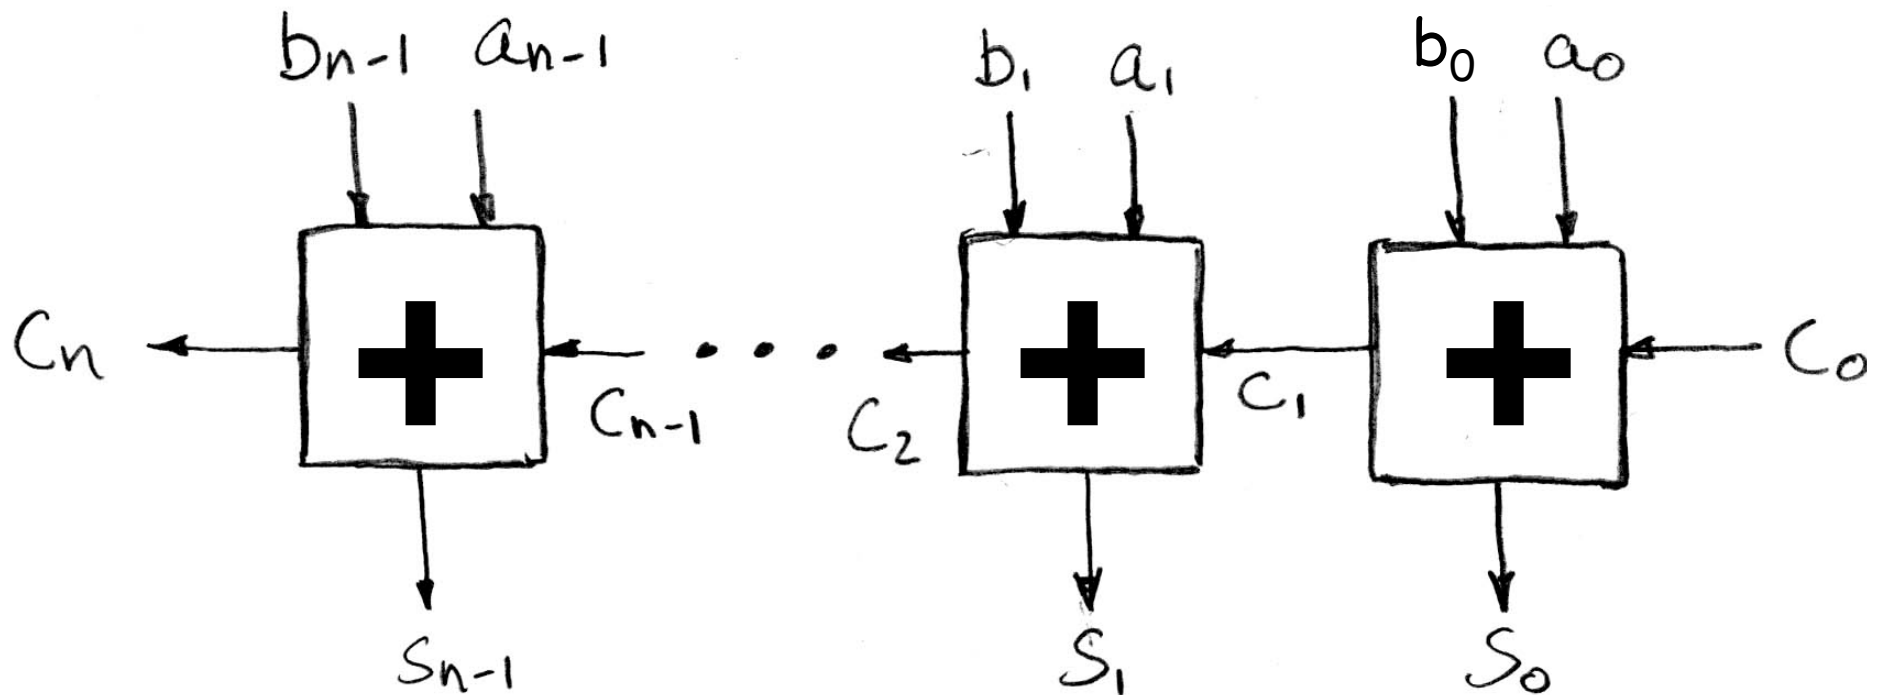 bn-1 an-1 b1 a1 b0 a0
+ + +
Cn Cn-1 C2 C1 C0
Sn-1 S1 S0